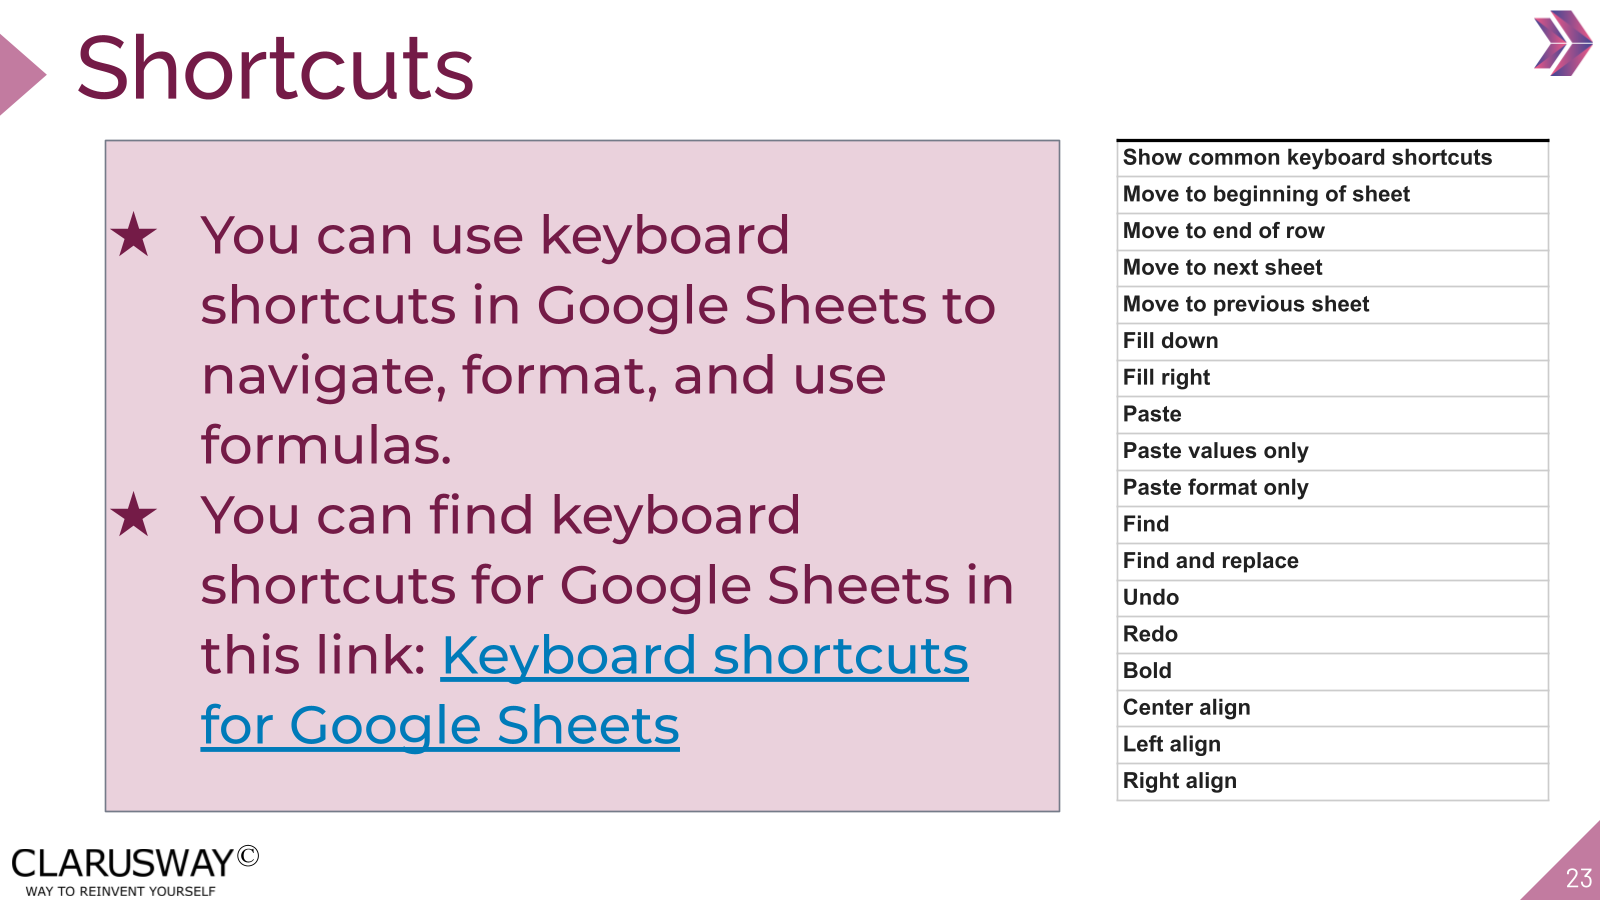 Shortcuts
★ You can use keyboard
shortcuts in Google Sheets to
navigate, format, and use
formulas.
★ You can find keyboard
shortcuts for Google Sheets in
this link: Keyboard shortcuts
for Google Sheets
Show common keyboard shortcuts
Move to beginning of sheet
Move to end of row
Move to next sheet
Move to previous sheet
Fill down
Fill right
Paste
Paste values only
Paste format only
Find
Find and replace
Undo
Redo
Bold
Center align
Left align
Right align
CLARUSWAY©
WAY TO REINVENT YOURSELF
23